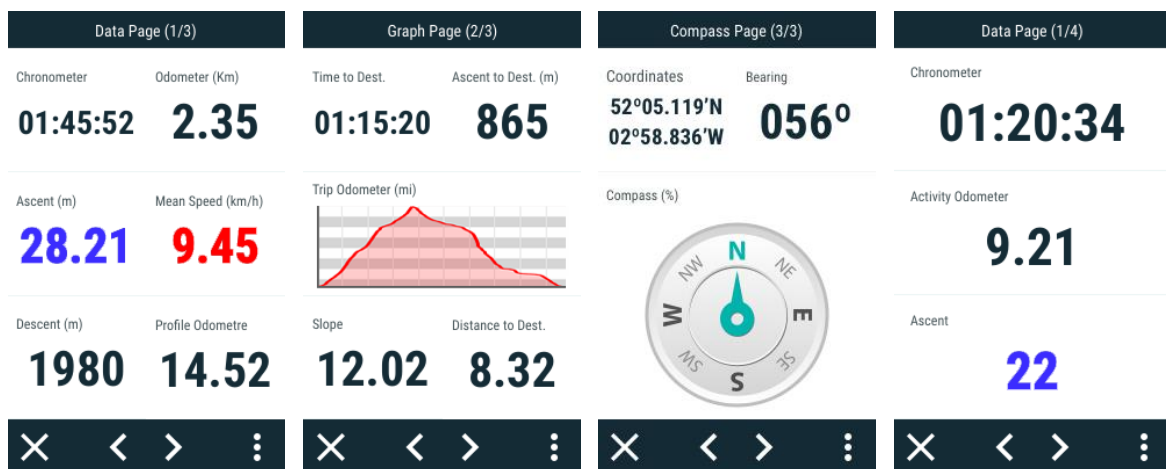 Data Page (1/3)
Chronometer
Odometer (Km)
01:45:52
2.35
Ascent (m)
Mean Speed (km/h)
28.21
9.45
Descent (m)
Profile Odometre
1980
14.52
Graph Page (2/3)
Time to Dest.
Ascent to Dest. (m)
01:15:20
865
Trip Odometer (mi)
Slope
Distance to Dest.
12.02
8.32
Compass Page (3/3)
Coordinates
Bearing
52º05.119'N
02º58.836'W
056º
Compass (%)
N
NW
NE
W
E
SW
SE
S
Data Page (1/4)
Chronometer
01:20:34
Activity Odometer
9.21
Ascent
22